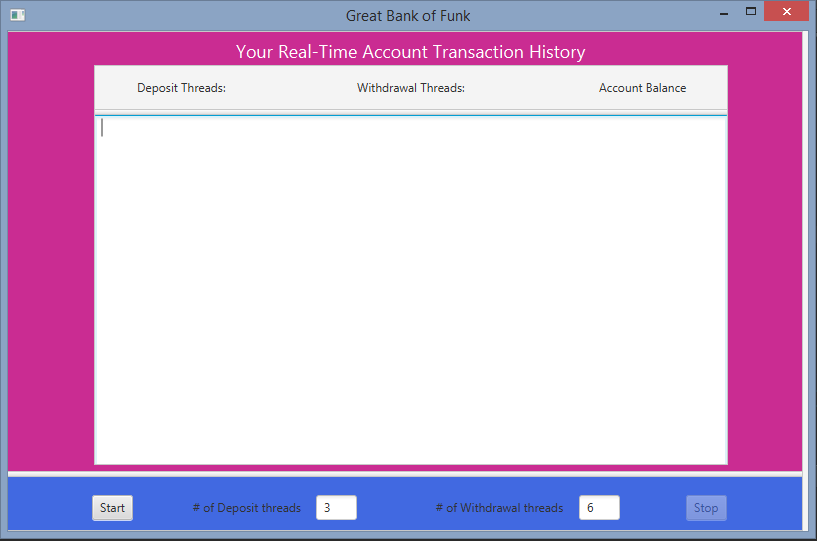 Great Bank of Funk
Your Real-Time Account Transaction History
Deposit Threads: Withdrawal Threads: Account Balance
Start # of Deposit threads 3 # of Withdrawal threads 6 Stop